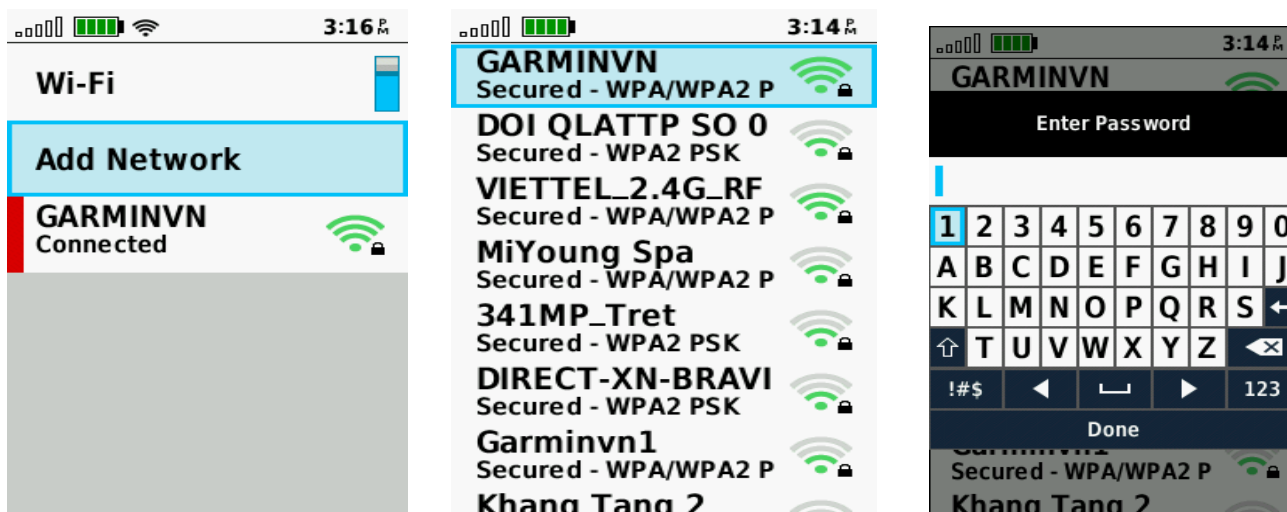 3:16 PM
Wi-Fi
Add Network
GARMINVN
Connected
3:14 PM
GARMINVN
Secured - WPA/WPA2 P
DOI QLATTP SO 0
Secured - WPA2 PSK
VIETTEL_2.4G_RF
Secured - WPA/WPA2 P
MiYoung Spa
Secured - WPA/WPA2 P
341MP_Tret
Secured - WPA2 PSK
DIRECT-XN-BRAVI
Secured - WPA2 PSK
Garminvn1
Secured - WPA/WPA2 P
Khang Tang 2
3:14 PM
GARMINVN
Enter Password
1 2 3 4 5 6 7 8 9 0
A B C D E F G H I J
K L M N O P Q R S
T U V W X Y Z
!#$ 123
Done
Garminvn1
Secured - WPA/WPA2 P
Khang Tang 2